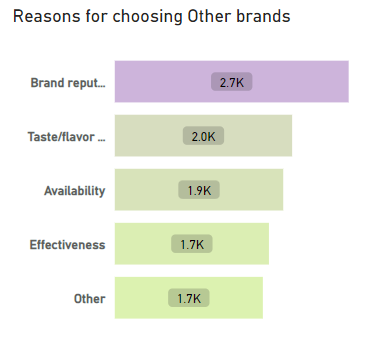 Reasons for choosing Other brands
Brand reput...
2.7K
Taste/flavor ...
2.0K
Availability
1.9K
Effectiveness
1.7K
Other
1.7K